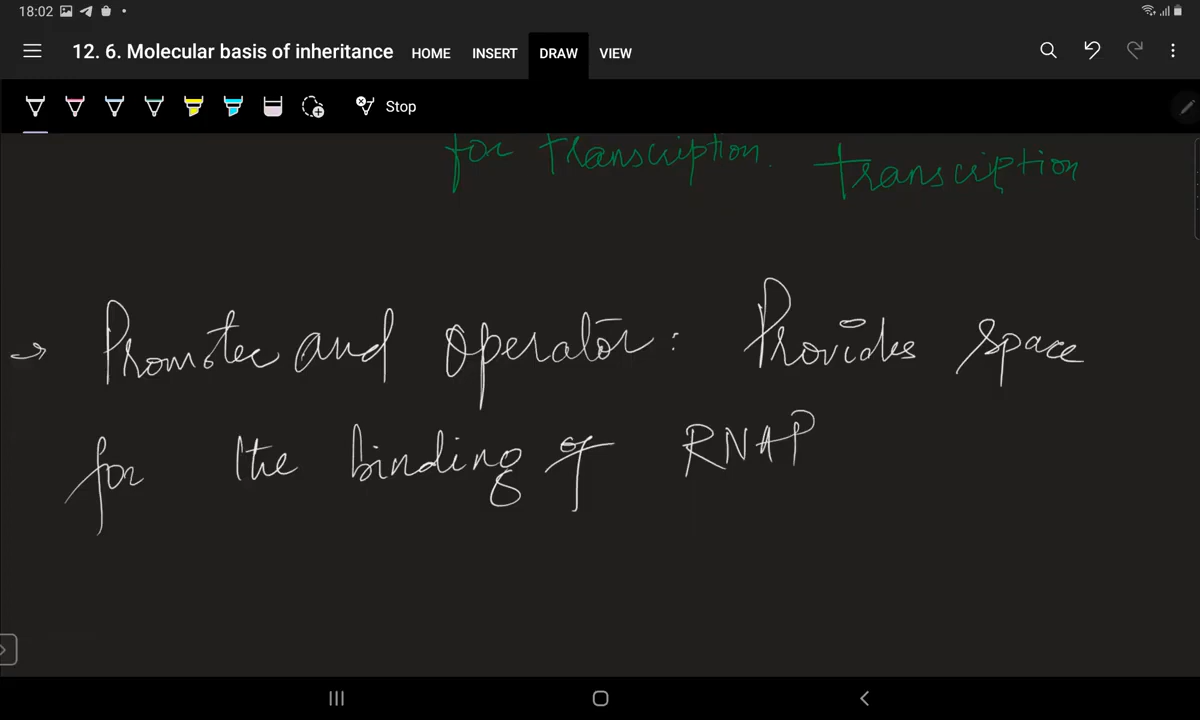 18:02
12. 6. Molecular basis of inheritance HOME INSERT DRAW VIEW
Stop
for transcription. transcription
→ Promoter and operator : Provides space
for the binding of RNAP